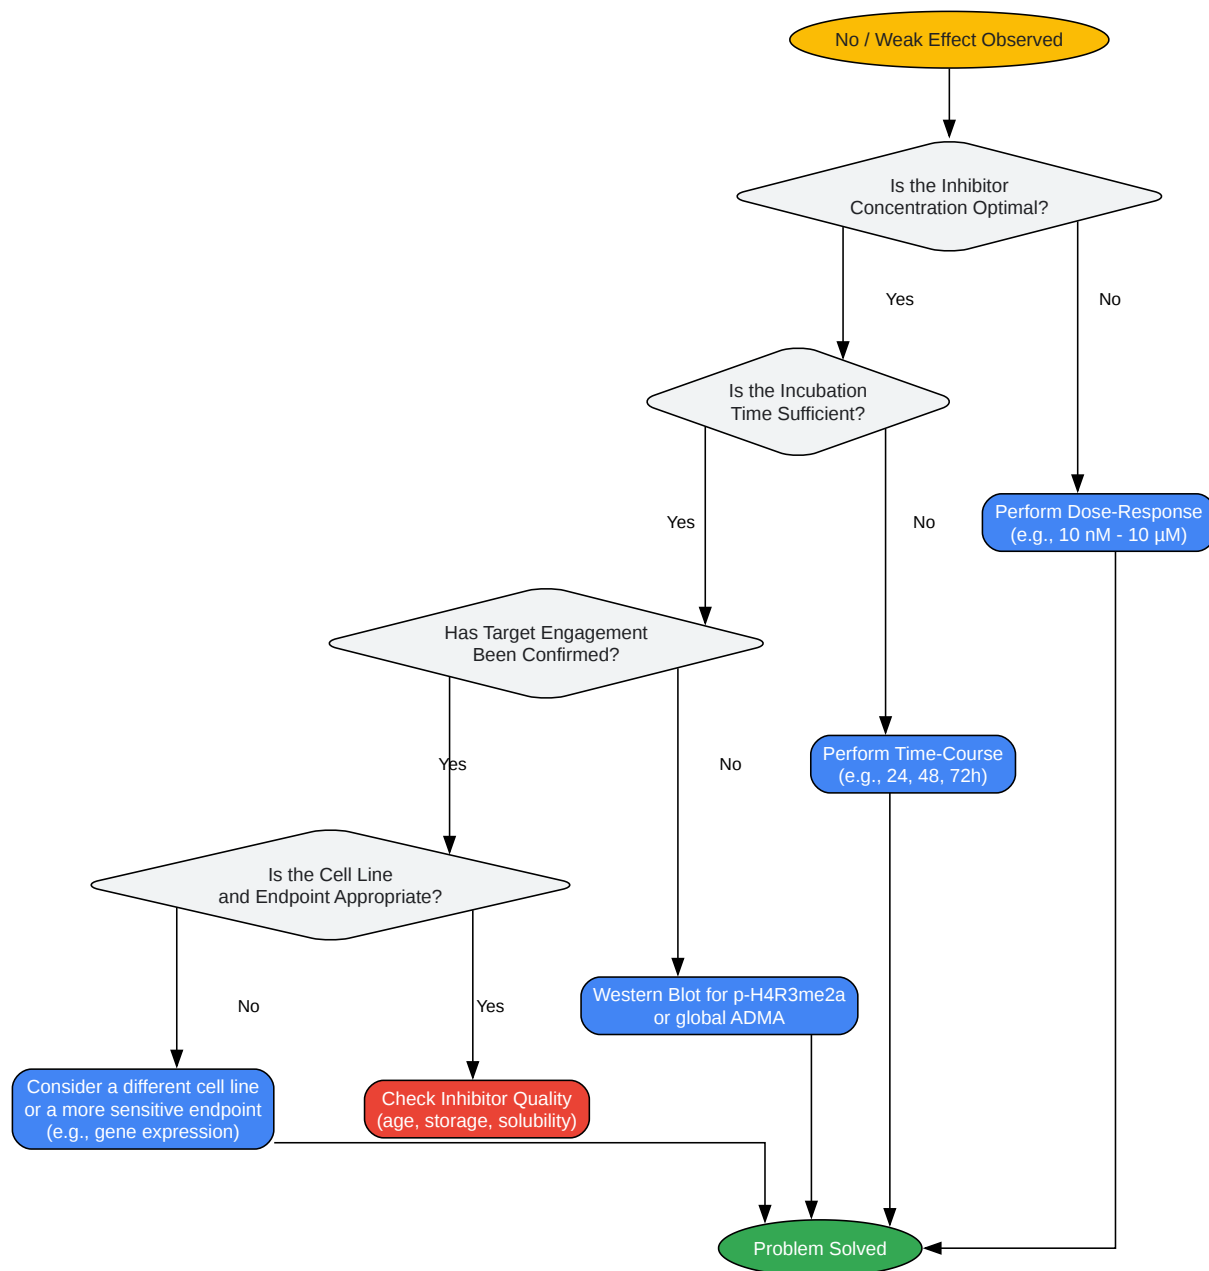 No / Weak Effect Observed
Is the Inhibitor
Concentration Optimal?
Yes
No
Is the Incubation
Time Sufficient?
Perform Dose-Response
(e.g., 10 nM - 10 µM)
Yes
No
Has Target Engagement
Been Confirmed?
Perform Time-Course
(e.g., 24, 48, 72h)
Yes
No
Is the Cell Line
and Endpoint Appropriate?
Western Blot for p-H4R3me2a
or global ADMA
No
Yes
Consider a different cell line
or a more sensitive endpoint
(e.g., gene expression)
Check Inhibitor Quality
(age, storage, solubility)
Problem Solved